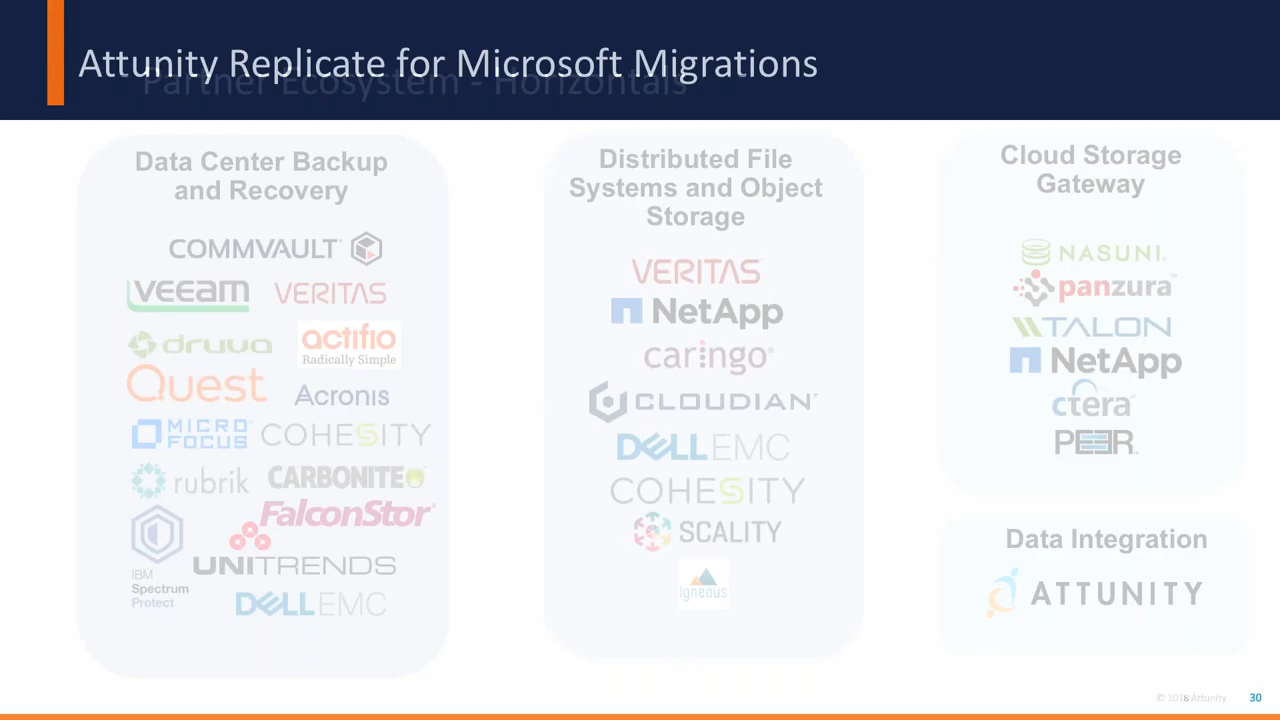 Attunity Replicate for Microsoft Migrations
Partner Ecosystem - Horizontals
Data Center Backup
and Recovery
COMMVAULT
veeam
VERITAS
druva
actifio
Radically Simple
Quest
Acronis
MICRO
FOCUS
COHESITY
rubrik
CARBONITE
FalconStor
UNITRENDS
IBM
Spectrum
Protect
DELLEMC
Distributed File
Systems and Object
Storage
VERITAS
NetApp
caringo
CLOUDIAN
DELLEMC
COHESITY
SCALITY
Igneous
Cloud Storage
Gateway
NASUNI
panzura
TALON
NetApp
ctera
PEER
Data Integration
ATTUNITY
© 2018 Attunity
30